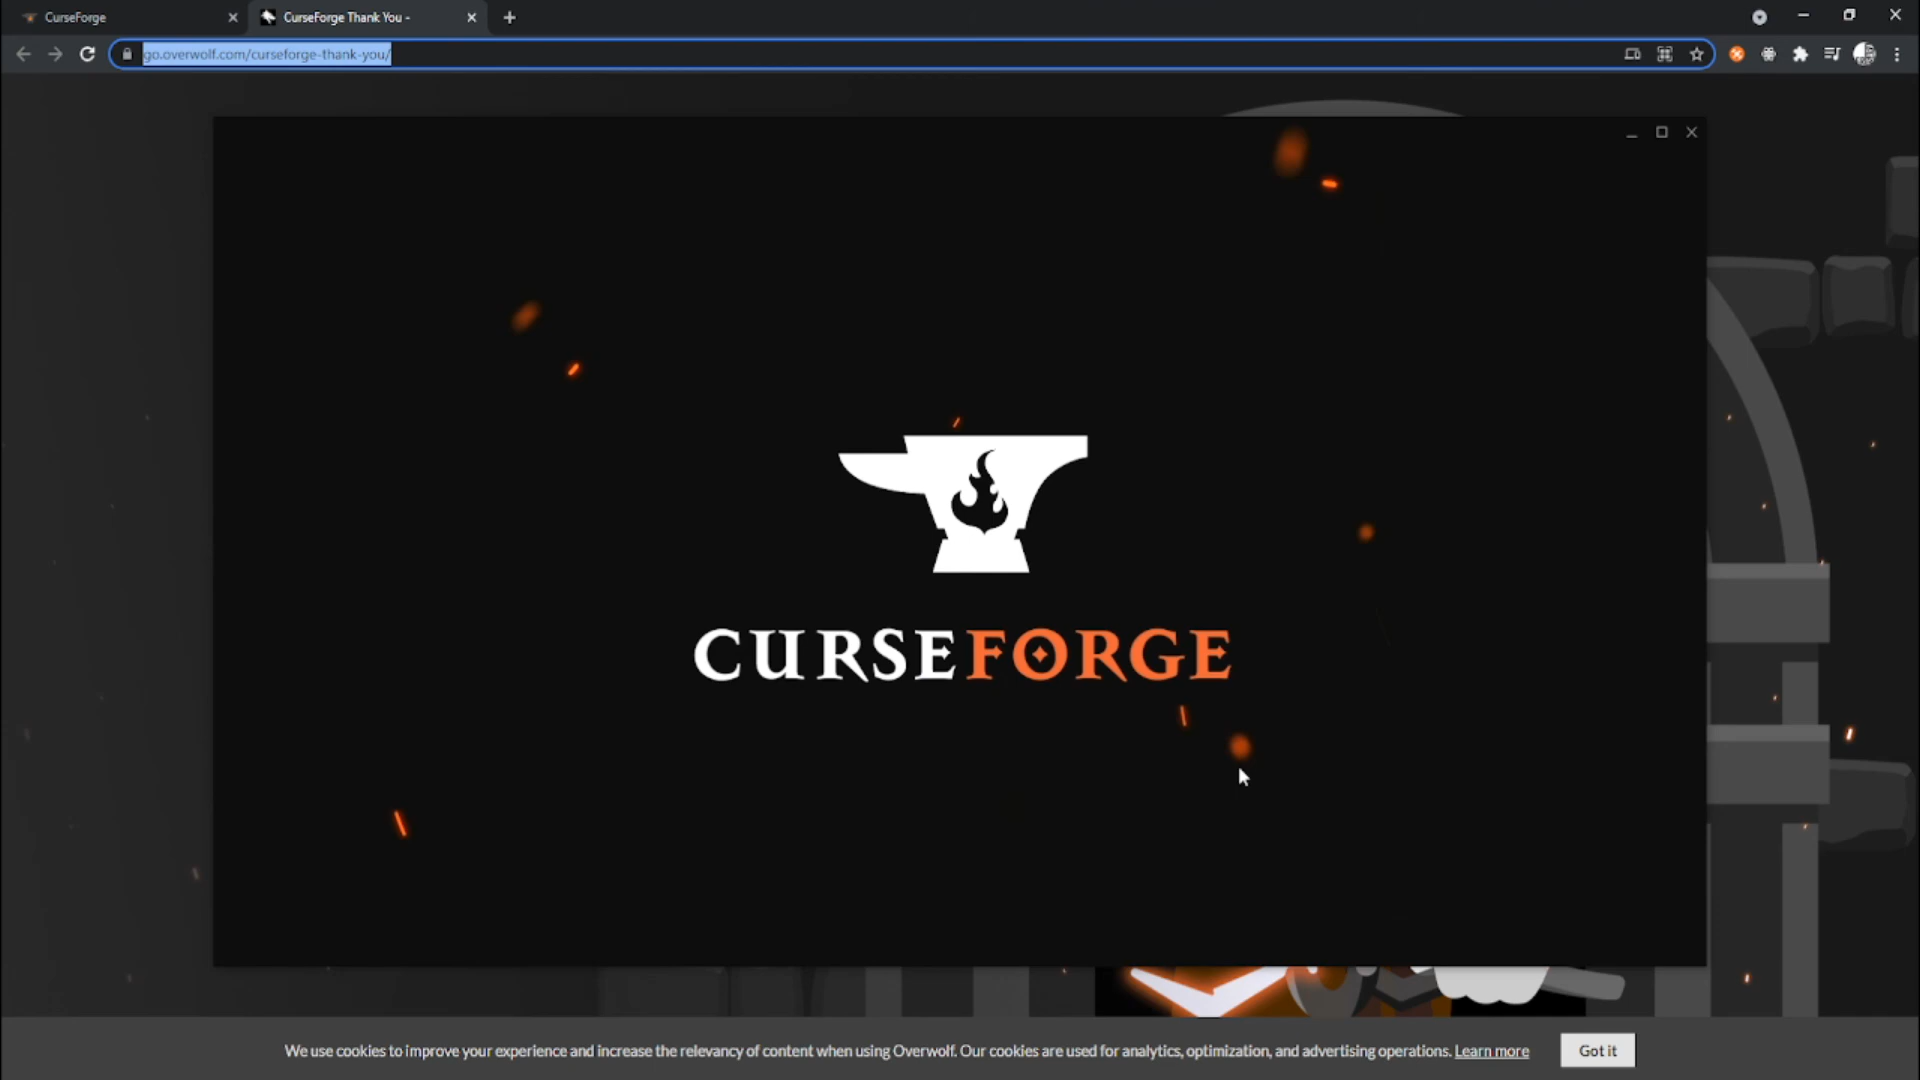 CurseForge
CurseForge Thank You -
go.overwolf.com/curseforge-thank-you/
CURSEFORGE
We use cookies to improve your experience and increase the relevancy of content when using Overwolf. Our cookies are used for analytics, optimization, and advertising operations. Learn more
Got it